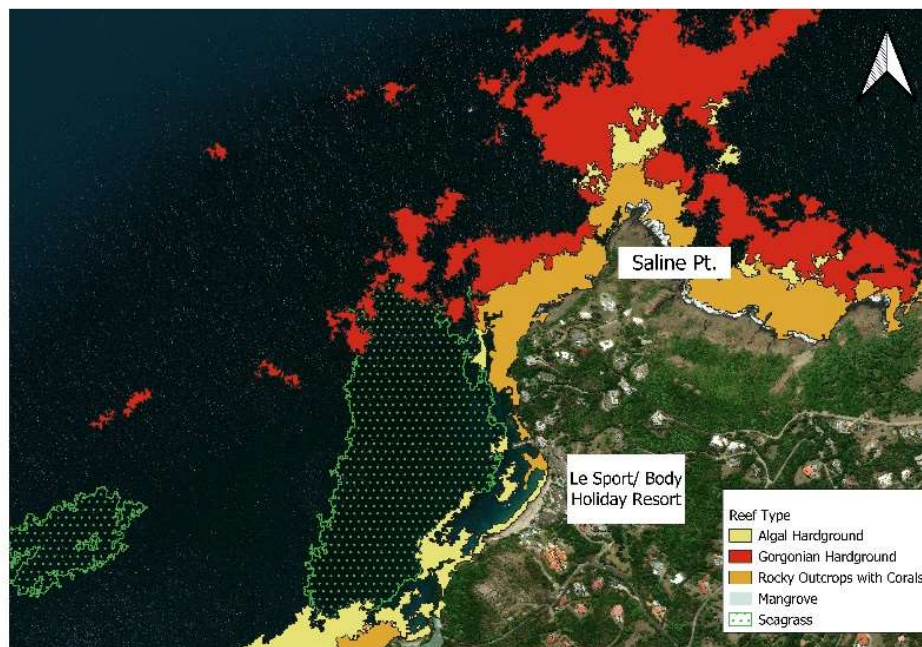 Saline Pt.
Le Sport/ Body
Holiday Resort
Reef Type
Algal Hardground
Gorgonian Hardground
Rocky Outcrops with Corals
Mangrove
Seagrass